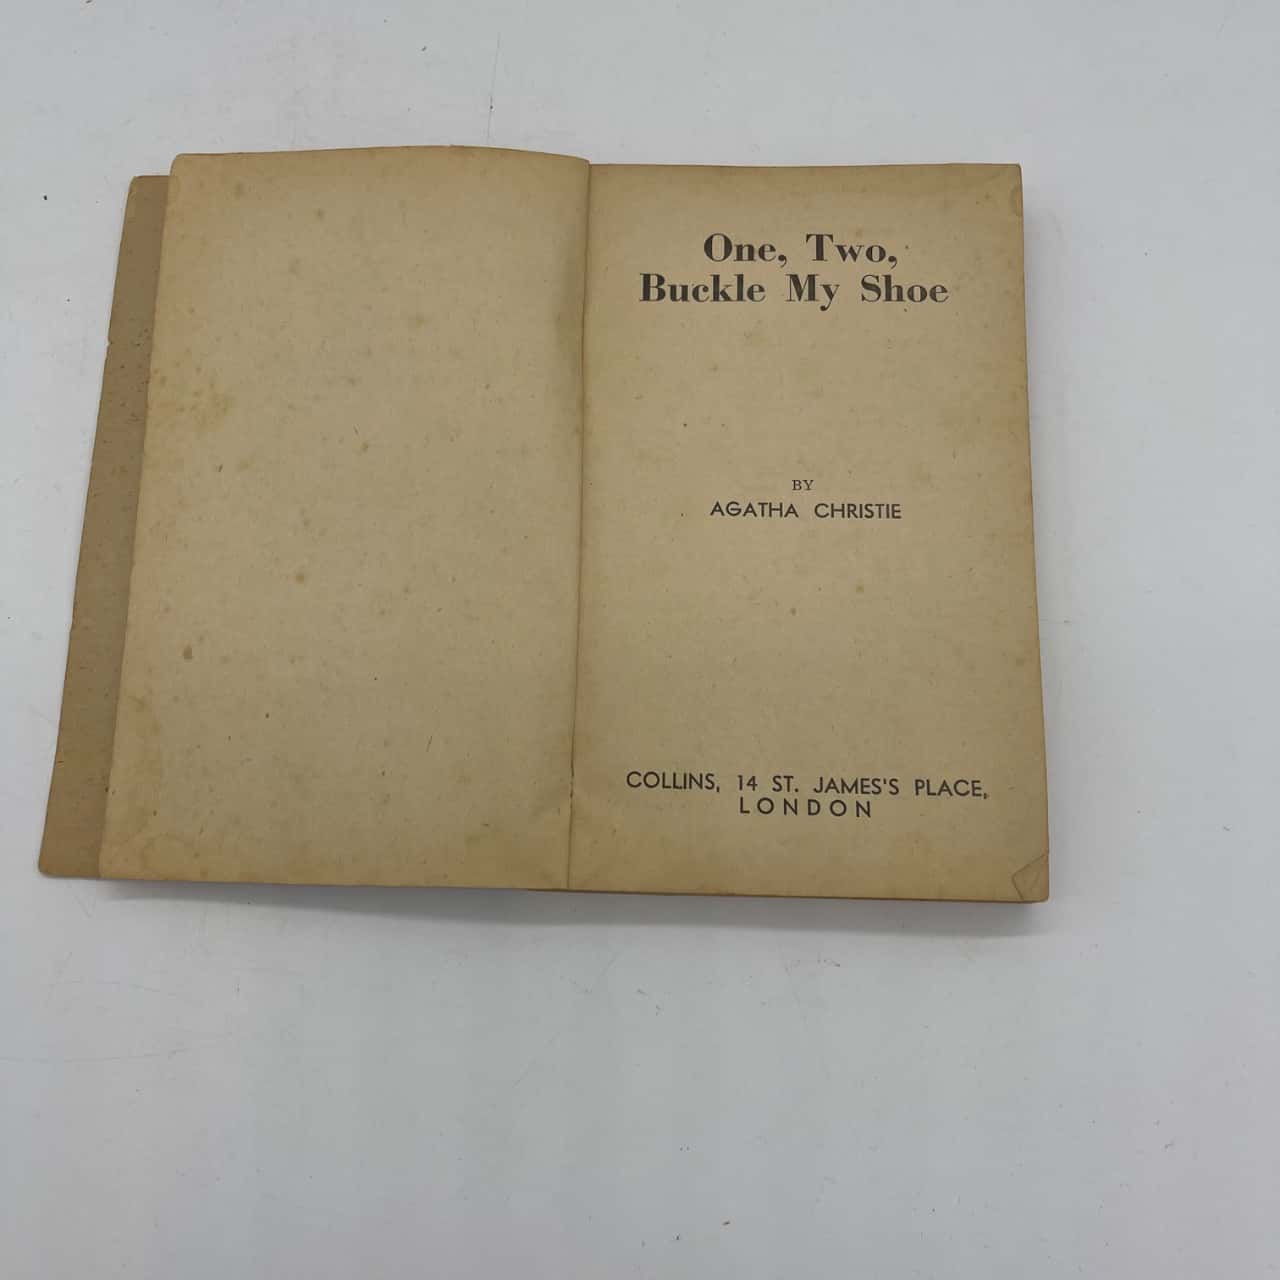 One, Two,
Buckle My Shoe
BY
AGATHA CHRISTIE
COLLINS, 14 ST. JAMES'S PLACE,
LONDON